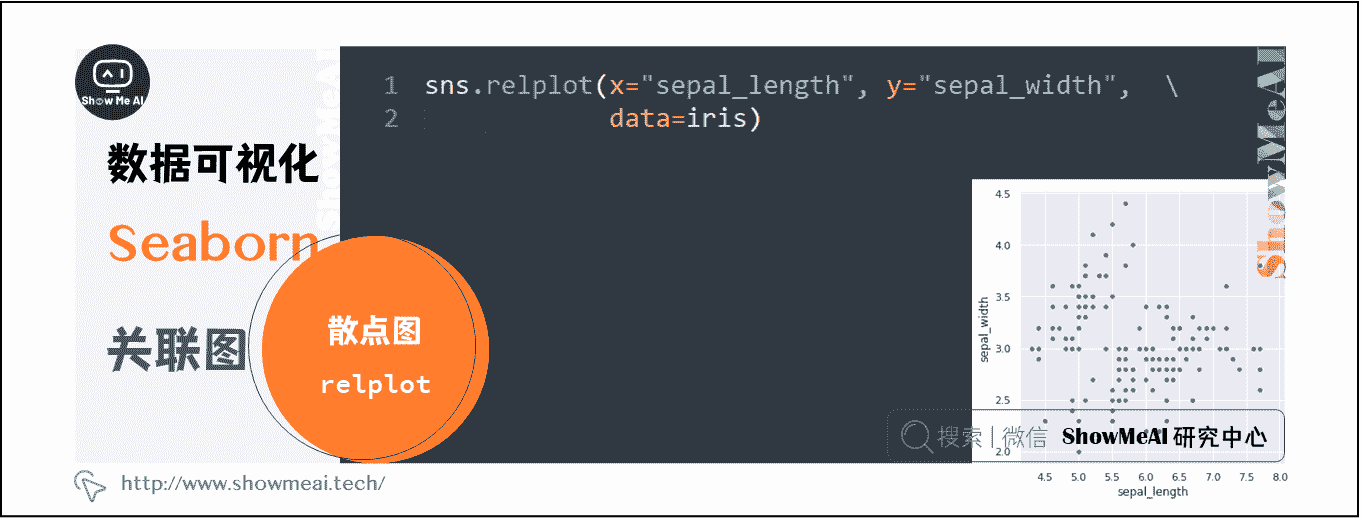 Show Me AI
数据可视化
Seaborn
关联图
散点图
relplot
1 sns.relplot(x="sepal_length", y="sepal_width", \
2 data=iris)
ShowMeAI
ShowMeAI
4.5
4.0
3.5
3.0
2.5
2.0
sepal_width
4.5 5.0 5.5 6.0 6.5 7.0 7.5 8.0
sepal_length
搜索 | 微信 ShowMeAI 研究中心
http://www.showmeai.tech/